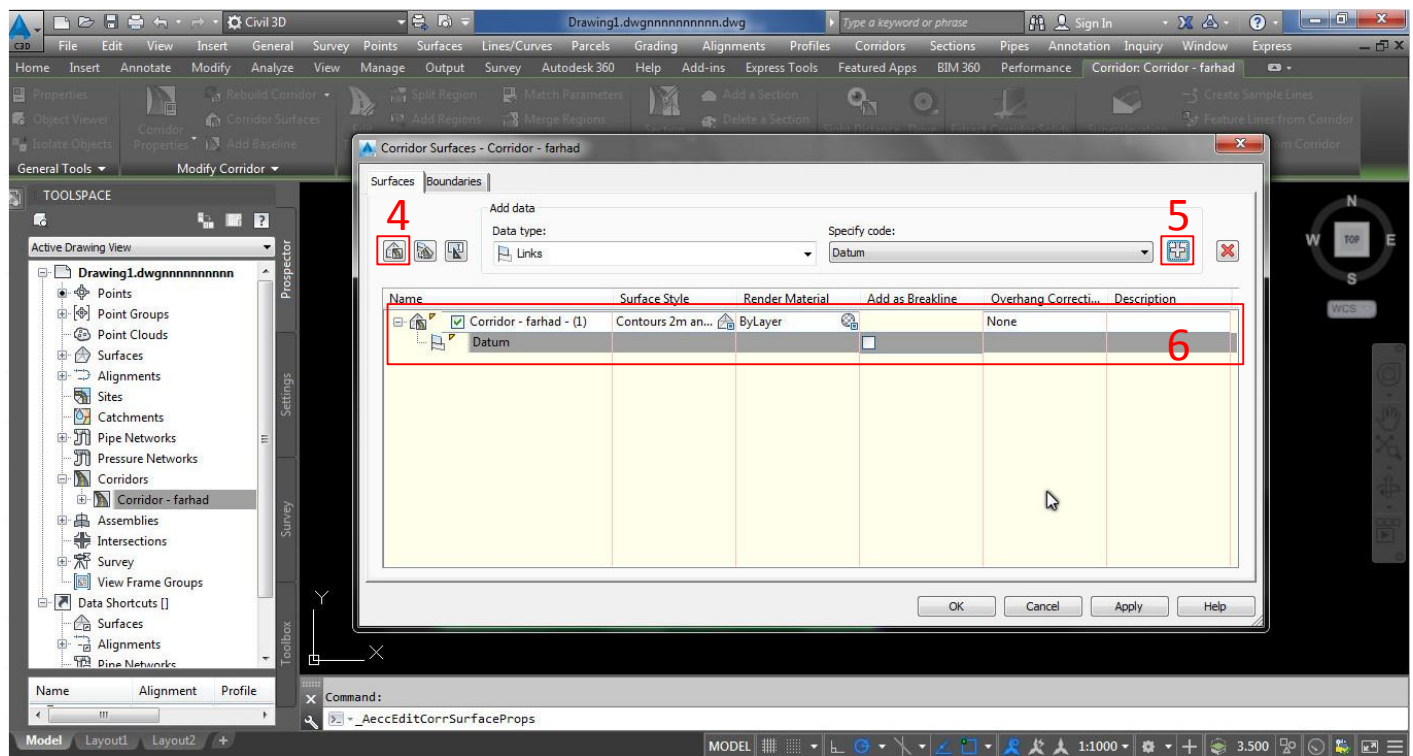 Civil 3D
Drawing1.dwgnnnnnnnnnn.dwg
Type a keyword or phrase
Sign In
C3D
File Edit View Insert General Survey Points Surfaces Lines/Curves Parcels Grading Alignments Profiles Corridors Sections Pipes Annotation Inquiry Window Express
Home Insert Annotate Modify Analyze View Manage Output Survey Autodesk 360 Help Add-ins Express Tools Featured Apps BIM 360 Performance Corridor: Corridor - farhad
Properties
Rebuild Corridor
Split Region
Match Parameters
Add a Section
Create Sample Lines
Object Viewer
Corridor Properties
Corridor Surfaces
Add Regions
Merge Regions
Delete a Section
Feature Lines from Corridor
Isolate Objects
Add Baseline
om Corridor
General Tools
Modify Corridor
Corridor Surfaces - Corridor - farhad
Surfaces Boundaries
4
Add data
Data type:
Links
Specify code:
Datum
5
Name Surface Style Render Material Add as Breakline Overhang Correcti... Description
Corridor - farhad - (1) Contours 2m an... ByLayer None
Datum
6
OK Cancel Apply Help
TOOLSPACE
Active Drawing View
Drawing1.dwgnnnnnnnnnn
Points
Point Groups
Point Clouds
Surfaces
Alignments
Sites
Catchments
Pipe Networks
Pressure Networks
Corridors
Corridor - farhad
Assemblies
Intersections
Survey
View Frame Groups
Data Shortcuts []
Surfaces
Alignments
Pipe Networks
Name Alignment Profile
Prospector
Settings
Survey
Toolbox
N
W TOP E
S
WCS
Y
X
Command:
_AeccEditCorrSurfaceProps
Model Layout1 Layout2 +
MODEL 1:1000 3.500